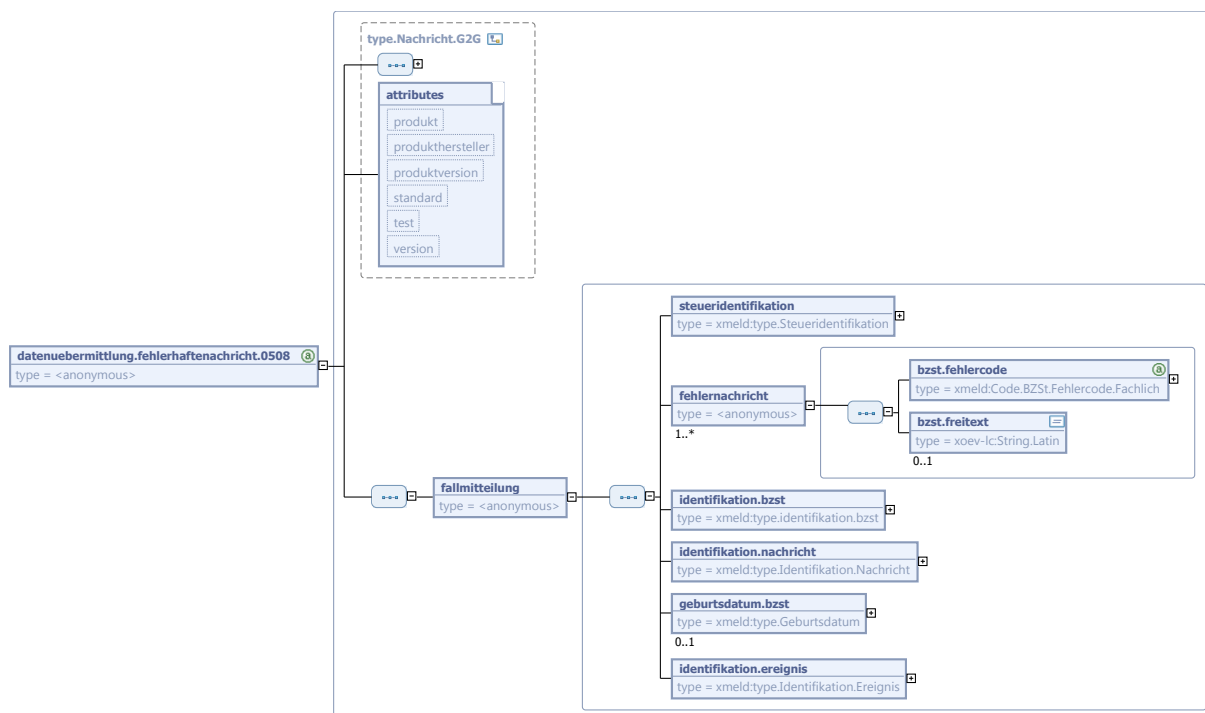 type.Nachricht.G2G
attributes
produkt
produkthersteller
produktversion
standard
test
version
datenuebermittlung.fehlerhaftenachricht.0508
type = <anonymous>
fallmitteilung
type = <anonymous>
steueridentifikation
type = xmeld:type.Steueridentifikation
fehlernachricht
type = <anonymous>
1..*
bzst.fehlercode
type = xmeld:Code.BZSt.Fehlercode.Fachlich
bzst.freitext
type = xoev-lc:String.Latin
0..1
identifikation.bzst
type = xmeld:type.identifikation.bzst
identifikation.nachricht
type = xmeld:type.Identifikation.Nachricht
geburtsdatum.bzst
type = xmeld:type.Geburtsdatum
0..1
identifikation.ereignis
type = xmeld:type.Identifikation.Ereignis